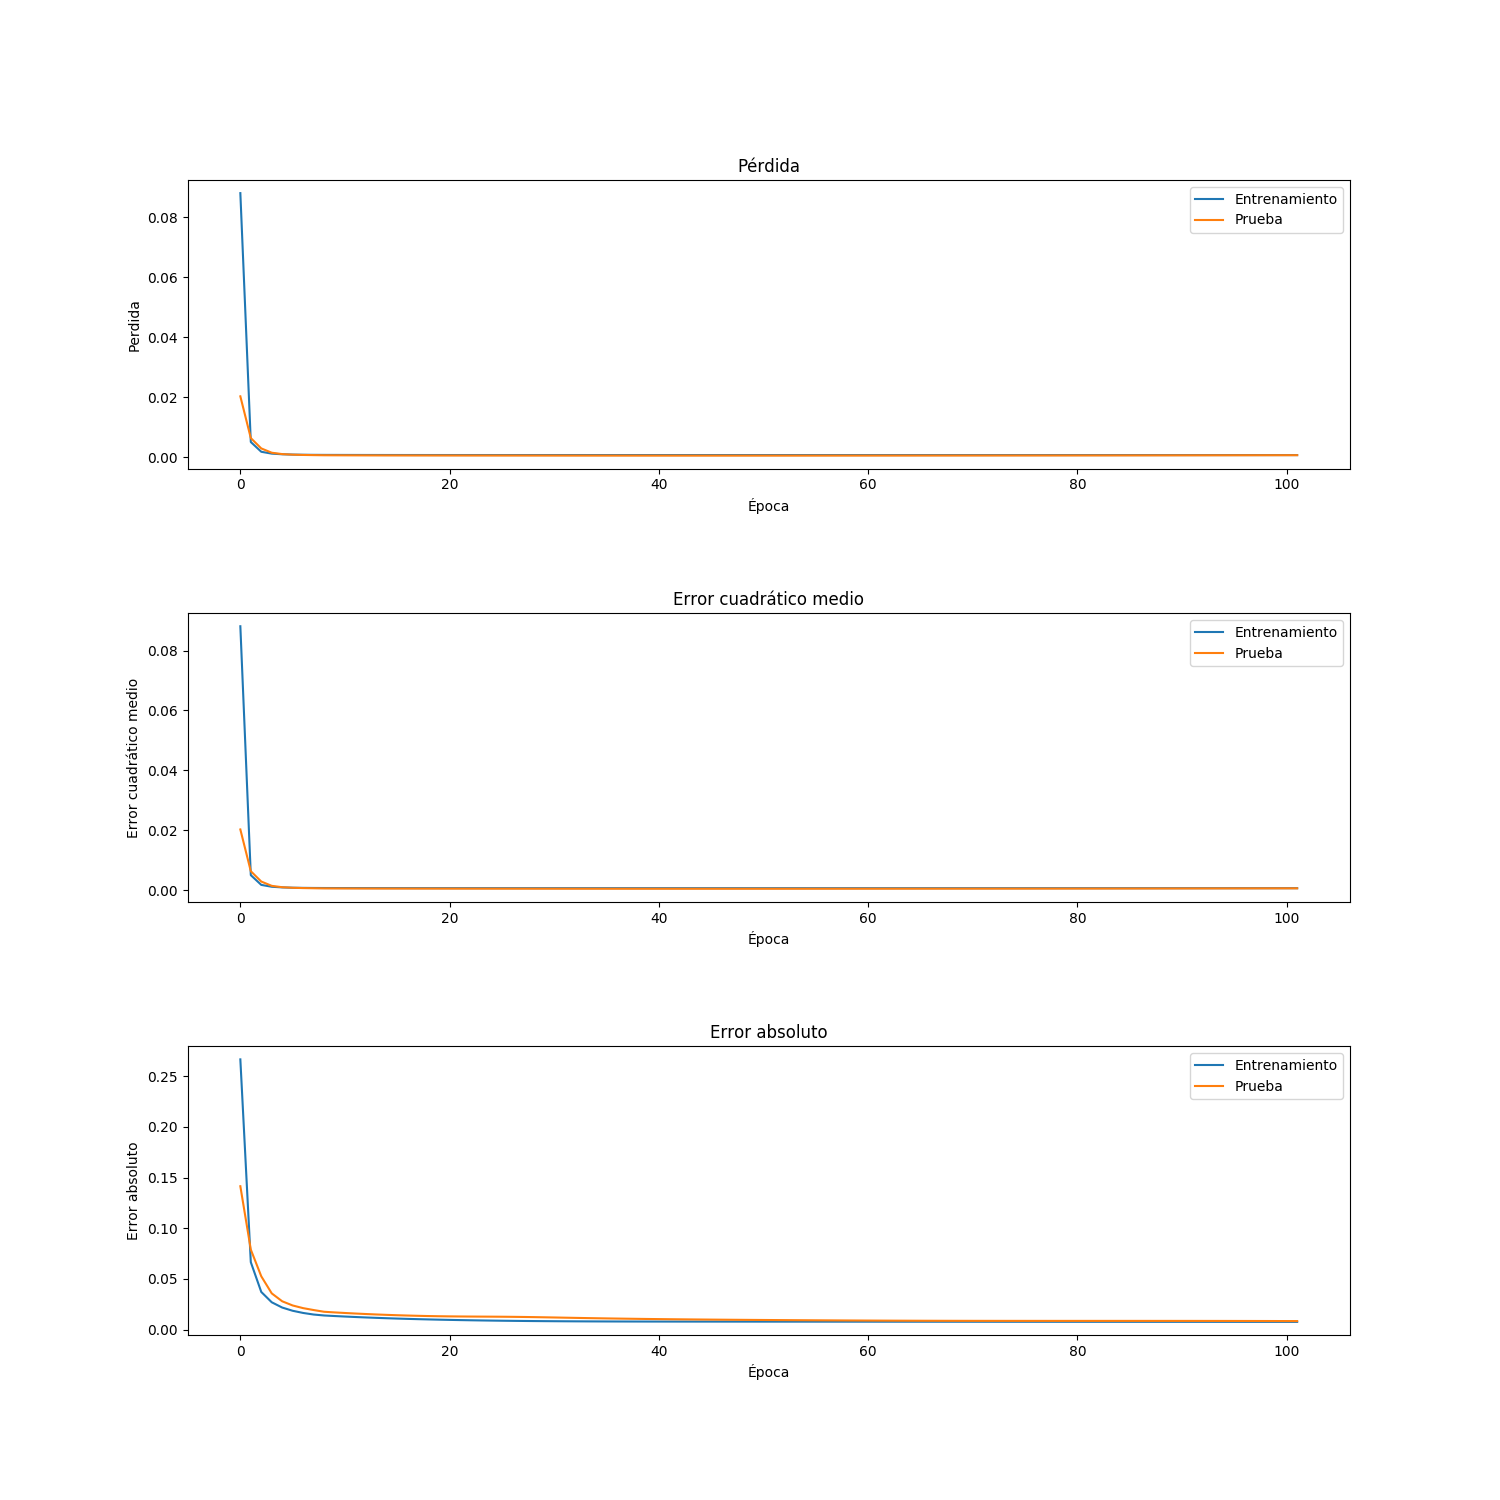 Pérdida
Entrenamiento
Prueba
0.08
0.06
0.04
0.02
0.00
Perdida
0 20 40 60 80 100
Época
Error cuadrático medio
Entrenamiento
Prueba
0.08
0.06
0.04
0.02
0.00
Error cuadrático medio
0 20 40 60 80 100
Época
Error absoluto
Entrenamiento
Prueba
0.25
0.20
0.15
0.10
0.05
0.00
Error absoluto
0 20 40 60 80 100
Época